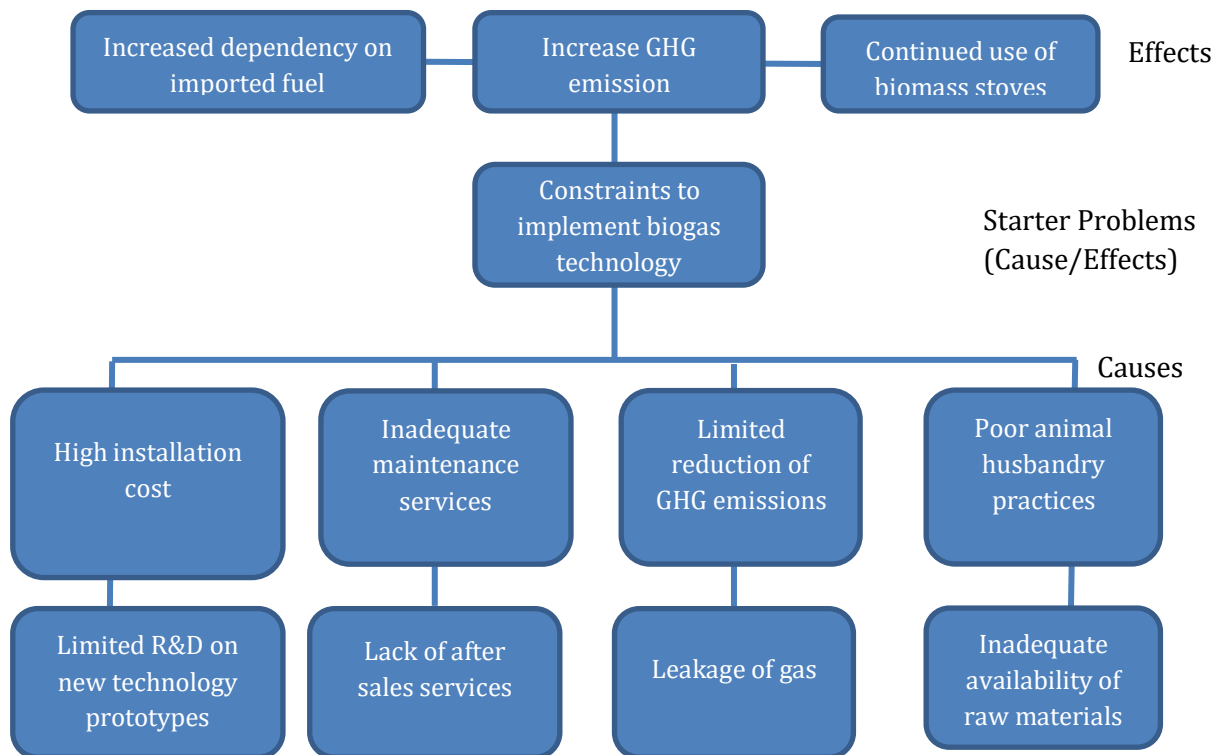 Increased dependency on
imported fuel
Increase GHG
emission
Continued use of
biomass stoves
Effects
Constraints to
implement biogas
technology
Starter Problems
(Cause/Effects)
Causes
High installation
cost
Inadequate
maintenance
services
Limited
reduction of
GHG emissions
Poor animal
husbandry
practices
Limited R&D on
new technology
prototypes
Lack of after
sales services
Leakage of gas
Inadequate
availability of
raw materials